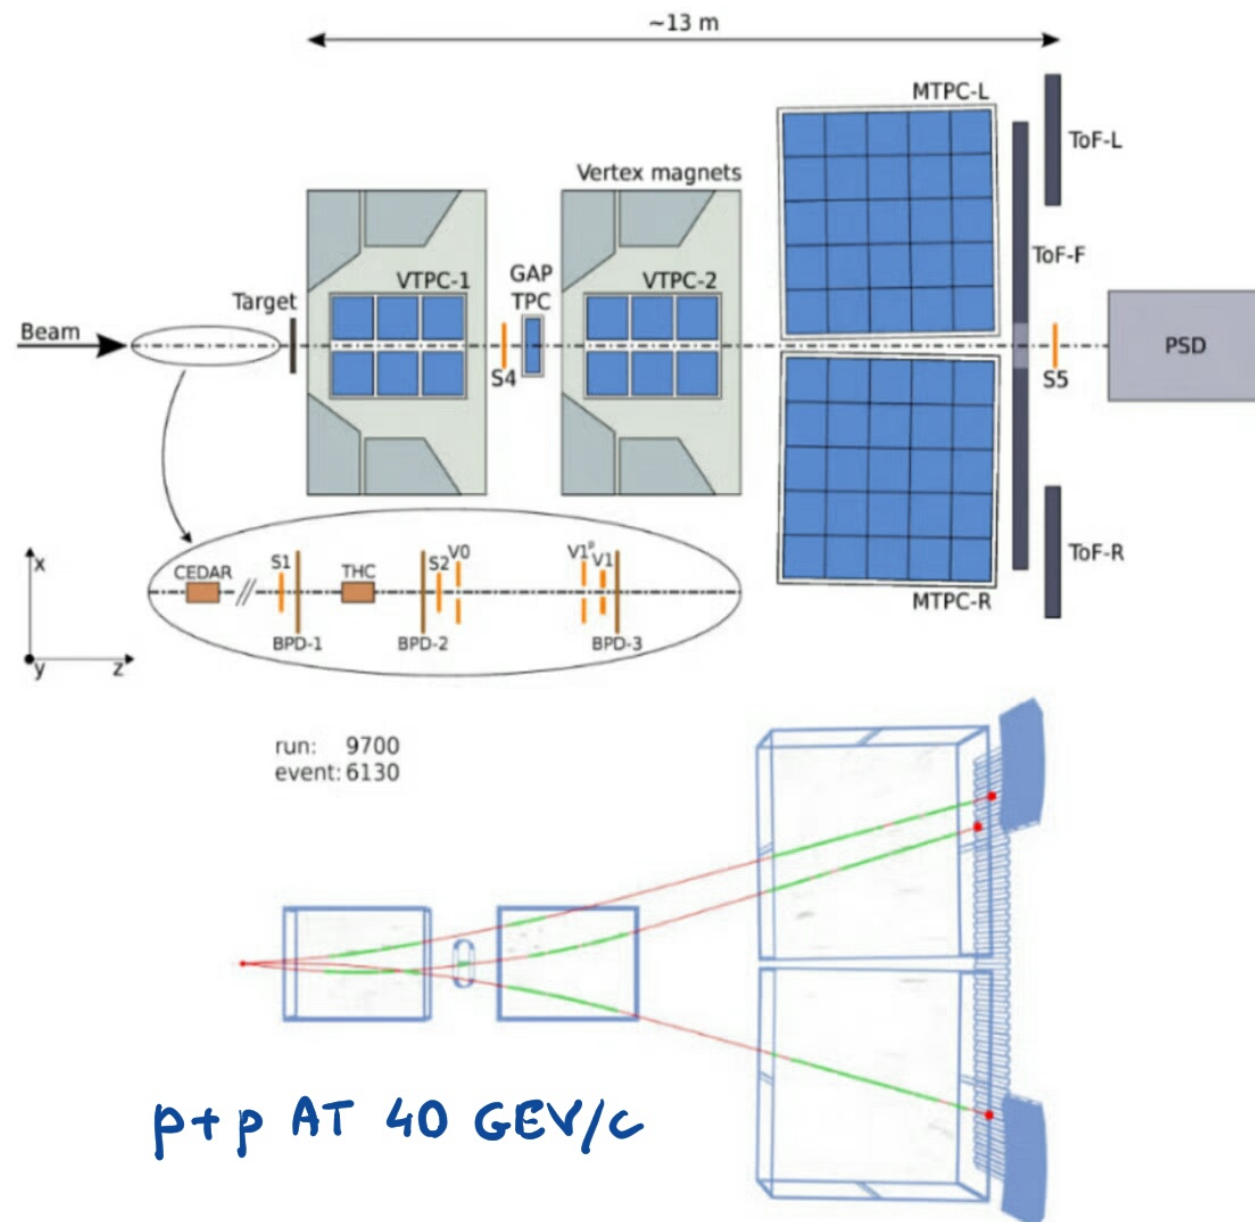 ~13 m
MTPC-L
ToF-L
Vertex magnets
ToF-F
VTPC-1
GAP
TPC
VTPC-2
Target
Beam
S4
S5
PSD
ToF-R
MTPC-R
x
y
z
CEDAR
S1
BPD-1
THC
BPD-2
S2
V0
V1ᵖ
V1
BPD-3
run: 9700
event: 6130
p+p AT 40 GEV/c